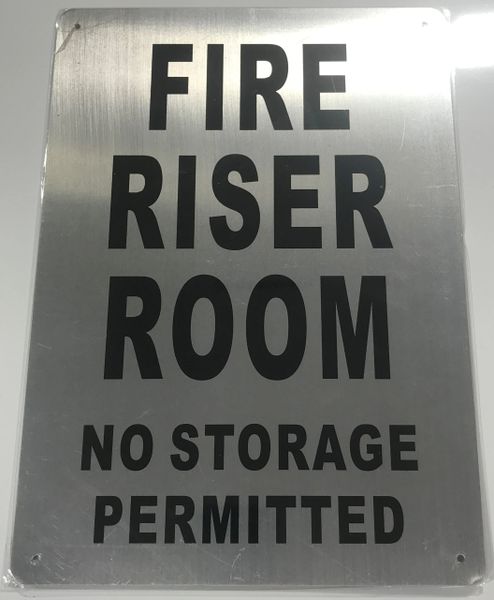 FIRE
RISER
ROOM
NO STORAGE
PERMITTED